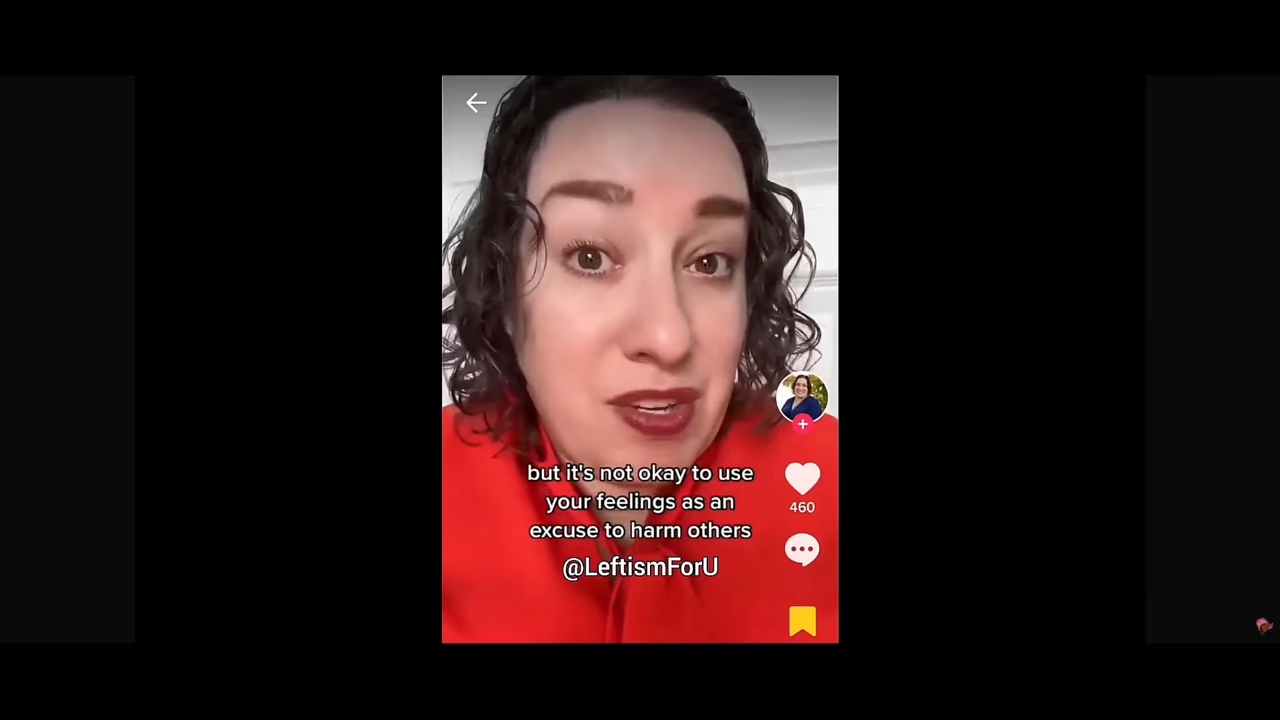 but it's not okay to use
your feelings as an
excuse to harm others
@LeftismForU
460